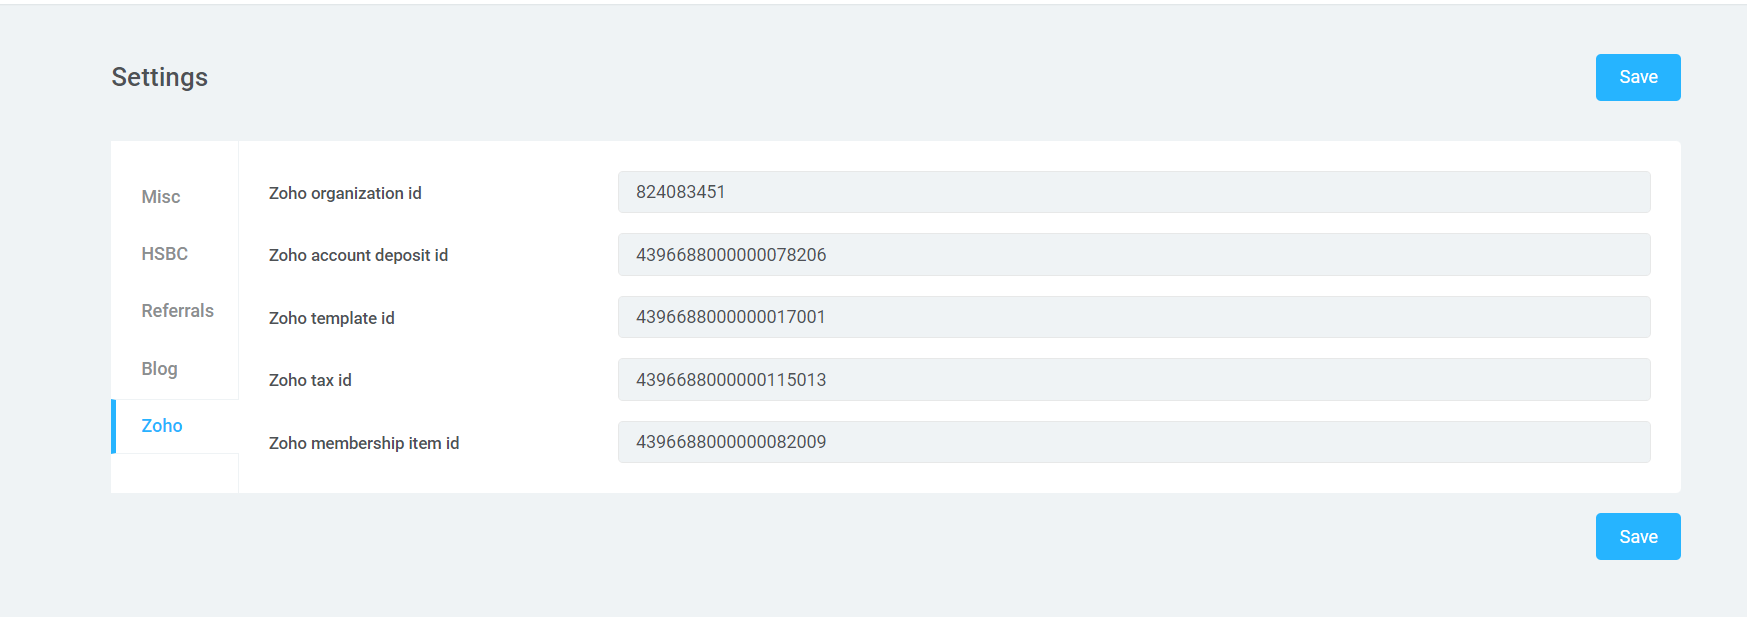 Settings
Save
Misc
HSBC
Referrals
Blog
Zoho
Zoho organization id
824083451
Zoho account deposit id
4396688000000078206
Zoho template id
4396688000000017001
Zoho tax id
4396688000000115013
Zoho membership item id
4396688000000082009
Save